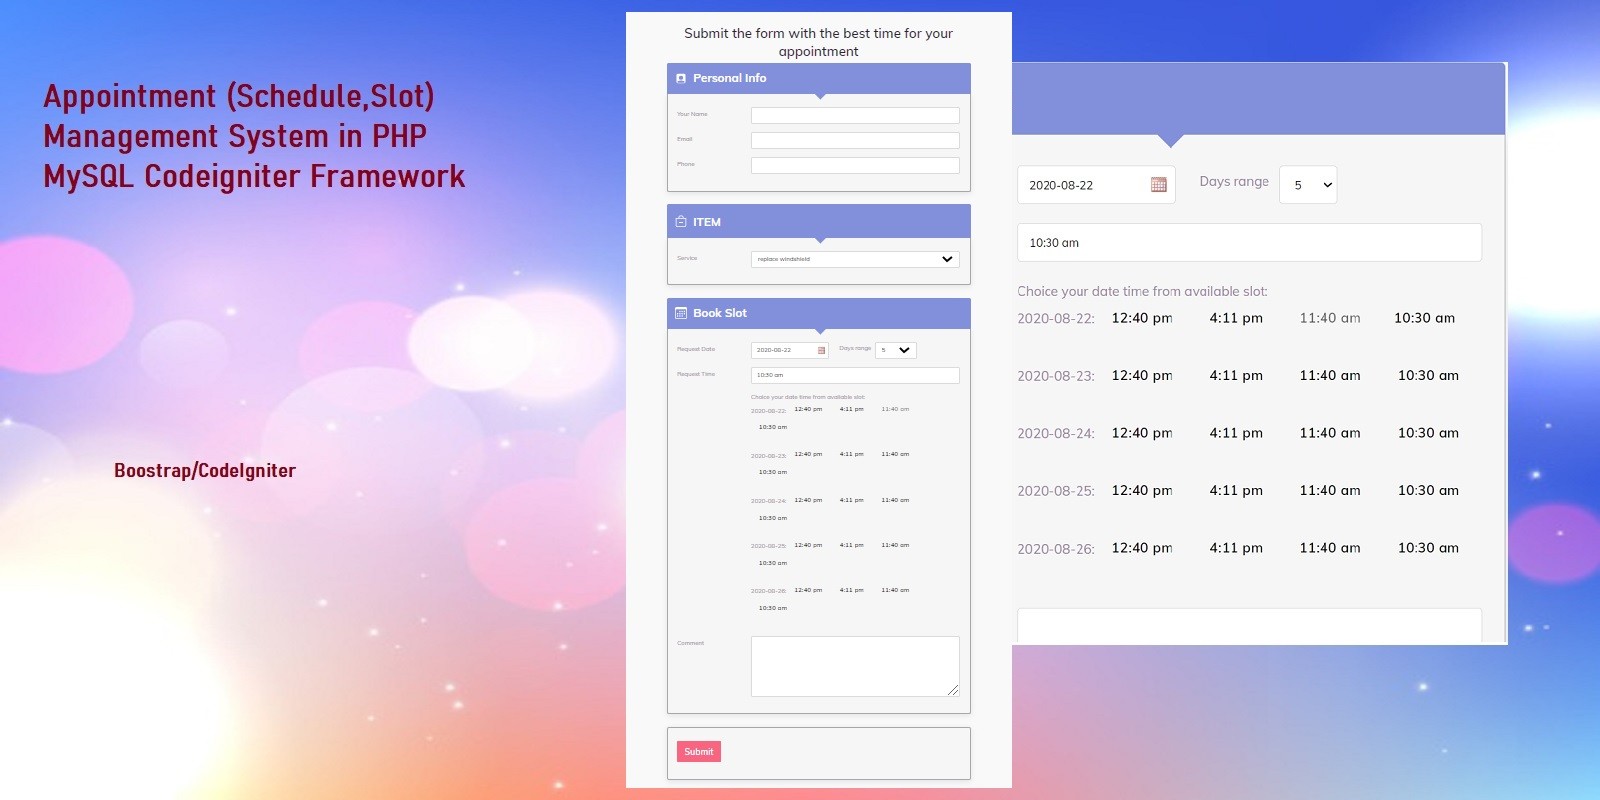 Appointment (Schedule,Slot)
Management System in PHP
MySQL Codeigniter Framework
Boostrap/CodeIgniter
Submit the form with the best time for your
appointment
Personal Info
Your Name
Email
Phone
ITEM
Service
replace windshield
Book Slot
Request Date
2020-08-22
Days range
5
Request Time
10:30 am
Choice your date time from available slot:
2020-08-22: 12:40 pm 4:11 pm 11:40 am
10:30 am
2020-08-23: 12:40 pm 4:11 pm 11:40 am
10:30 am
2020-08-24: 12:40 pm 4:11 pm 11:40 am
10:30 am
2020-08-25: 12:40 pm 4:11 pm 11:40 am
10:30 am
2020-08-26: 12:40 pm 4:11 pm 11:40 am
10:30 am
Comment
Submit
2020-08-22 Days range 5
10:30 am
Choice your date time from available slot:
2020-08-22: 12:40 pm 4:11 pm 11:40 am 10:30 am
2020-08-23: 12:40 pm 4:11 pm 11:40 am 10:30 am
2020-08-24: 12:40 pm 4:11 pm 11:40 am 10:30 am
2020-08-25: 12:40 pm 4:11 pm 11:40 am 10:30 am
2020-08-26: 12:40 pm 4:11 pm 11:40 am 10:30 am